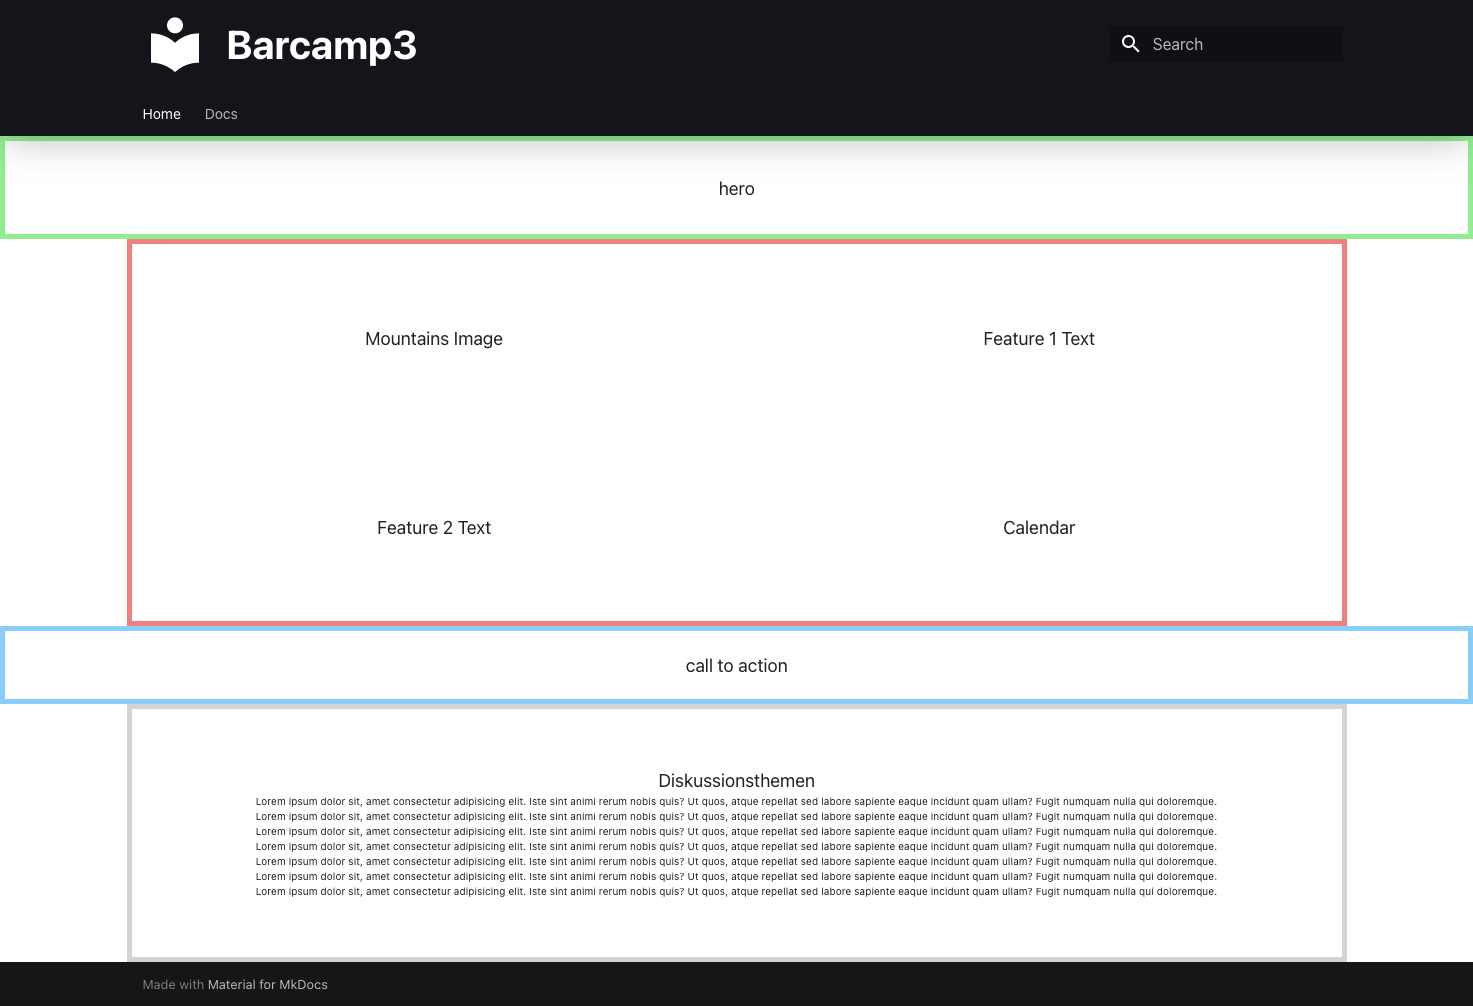 Barcamp3
Search
Home Docs
hero
Mountains Image Feature 1 Text
Feature 2 Text Calendar
call to action
Diskussionsthemen
Lorem ipsum dolor sit, amet consectetur adipisicing elit. Iste sint animi rerum nobis quis? Ut quos, atque repellat sed labore sapiente eaque incidunt quam ullam? Fugit numquam nulla qui doloremque.
Lorem ipsum dolor sit, amet consectetur adipisicing elit. Iste sint animi rerum nobis quis? Ut quos, atque repellat sed labore sapiente eaque incidunt quam ullam? Fugit numquam nulla qui doloremque.
Lorem ipsum dolor sit, amet consectetur adipisicing elit. Iste sint animi rerum nobis quis? Ut quos, atque repellat sed labore sapiente eaque incidunt quam ullam? Fugit numquam nulla qui doloremque.
Lorem ipsum dolor sit, amet consectetur adipisicing elit. Iste sint animi rerum nobis quis? Ut quos, atque repellat sed labore sapiente eaque incidunt quam ullam? Fugit numquam nulla qui doloremque.
Lorem ipsum dolor sit, amet consectetur adipisicing elit. Iste sint animi rerum nobis quis? Ut quos, atque repellat sed labore sapiente eaque incidunt quam ullam? Fugit numquam nulla qui doloremque.
Lorem ipsum dolor sit, amet consectetur adipisicing elit. Iste sint animi rerum nobis quis? Ut quos, atque repellat sed labore sapiente eaque incidunt quam ullam? Fugit numquam nulla qui doloremque.
Lorem ipsum dolor sit, amet consectetur adipisicing elit. Iste sint animi rerum nobis quis? Ut quos, atque repellat sed labore sapiente eaque incidunt quam ullam? Fugit numquam nulla qui doloremque.
Made with Material for MkDocs